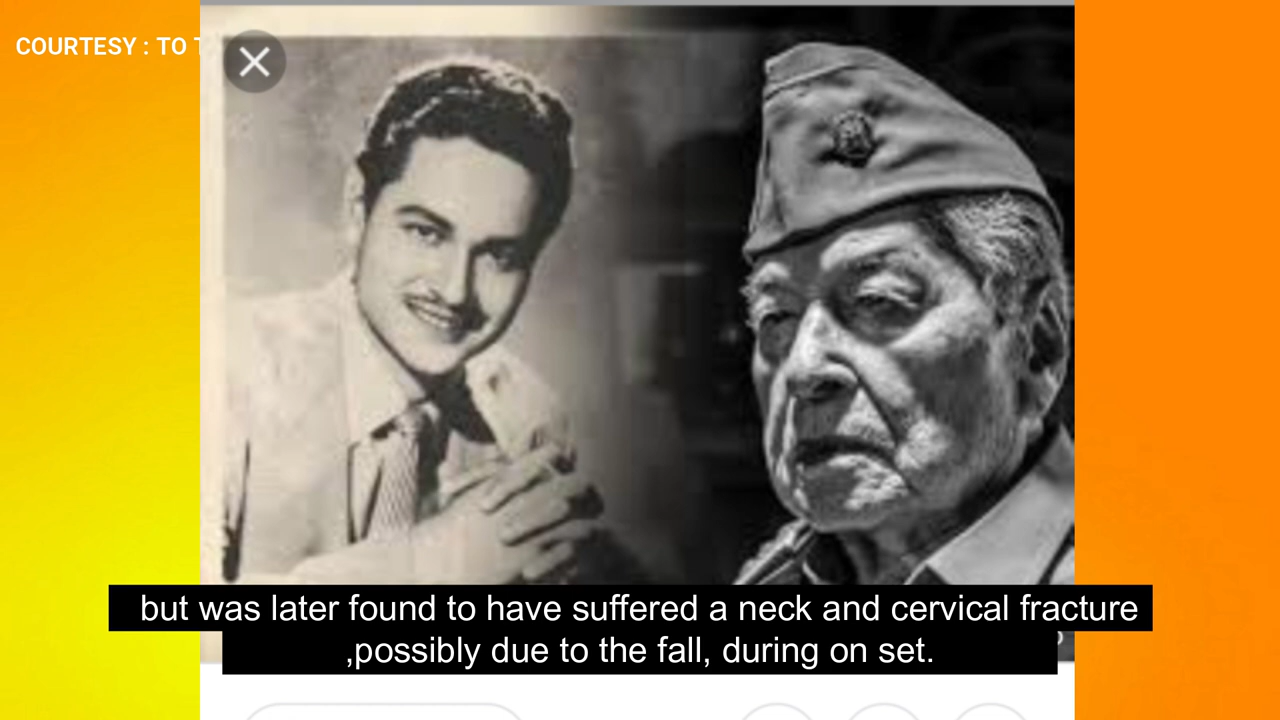 COURTESY : TO
but was later found to have suffered a neck and cervical fracture
,possibly due to the fall, during on set.